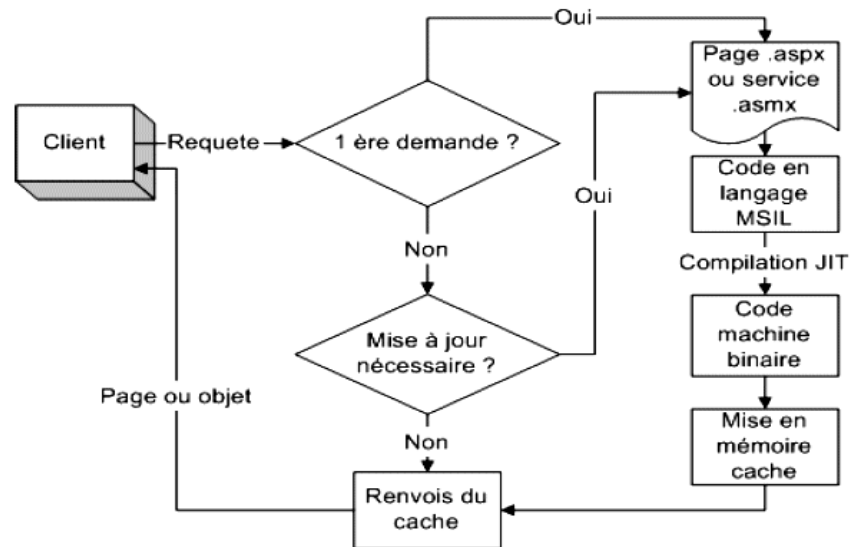 Oui
Page .aspx
ou service
.asmx
Client
Requete
1 ère demande ?
Code en
langage
MSIL
Oui
Non
Compilation JIT
Mise à jour
nécessaire ?
Code
machine
binaire
Page ou objet
Non
Mise en
mémoire
cache
Renvois du
cache